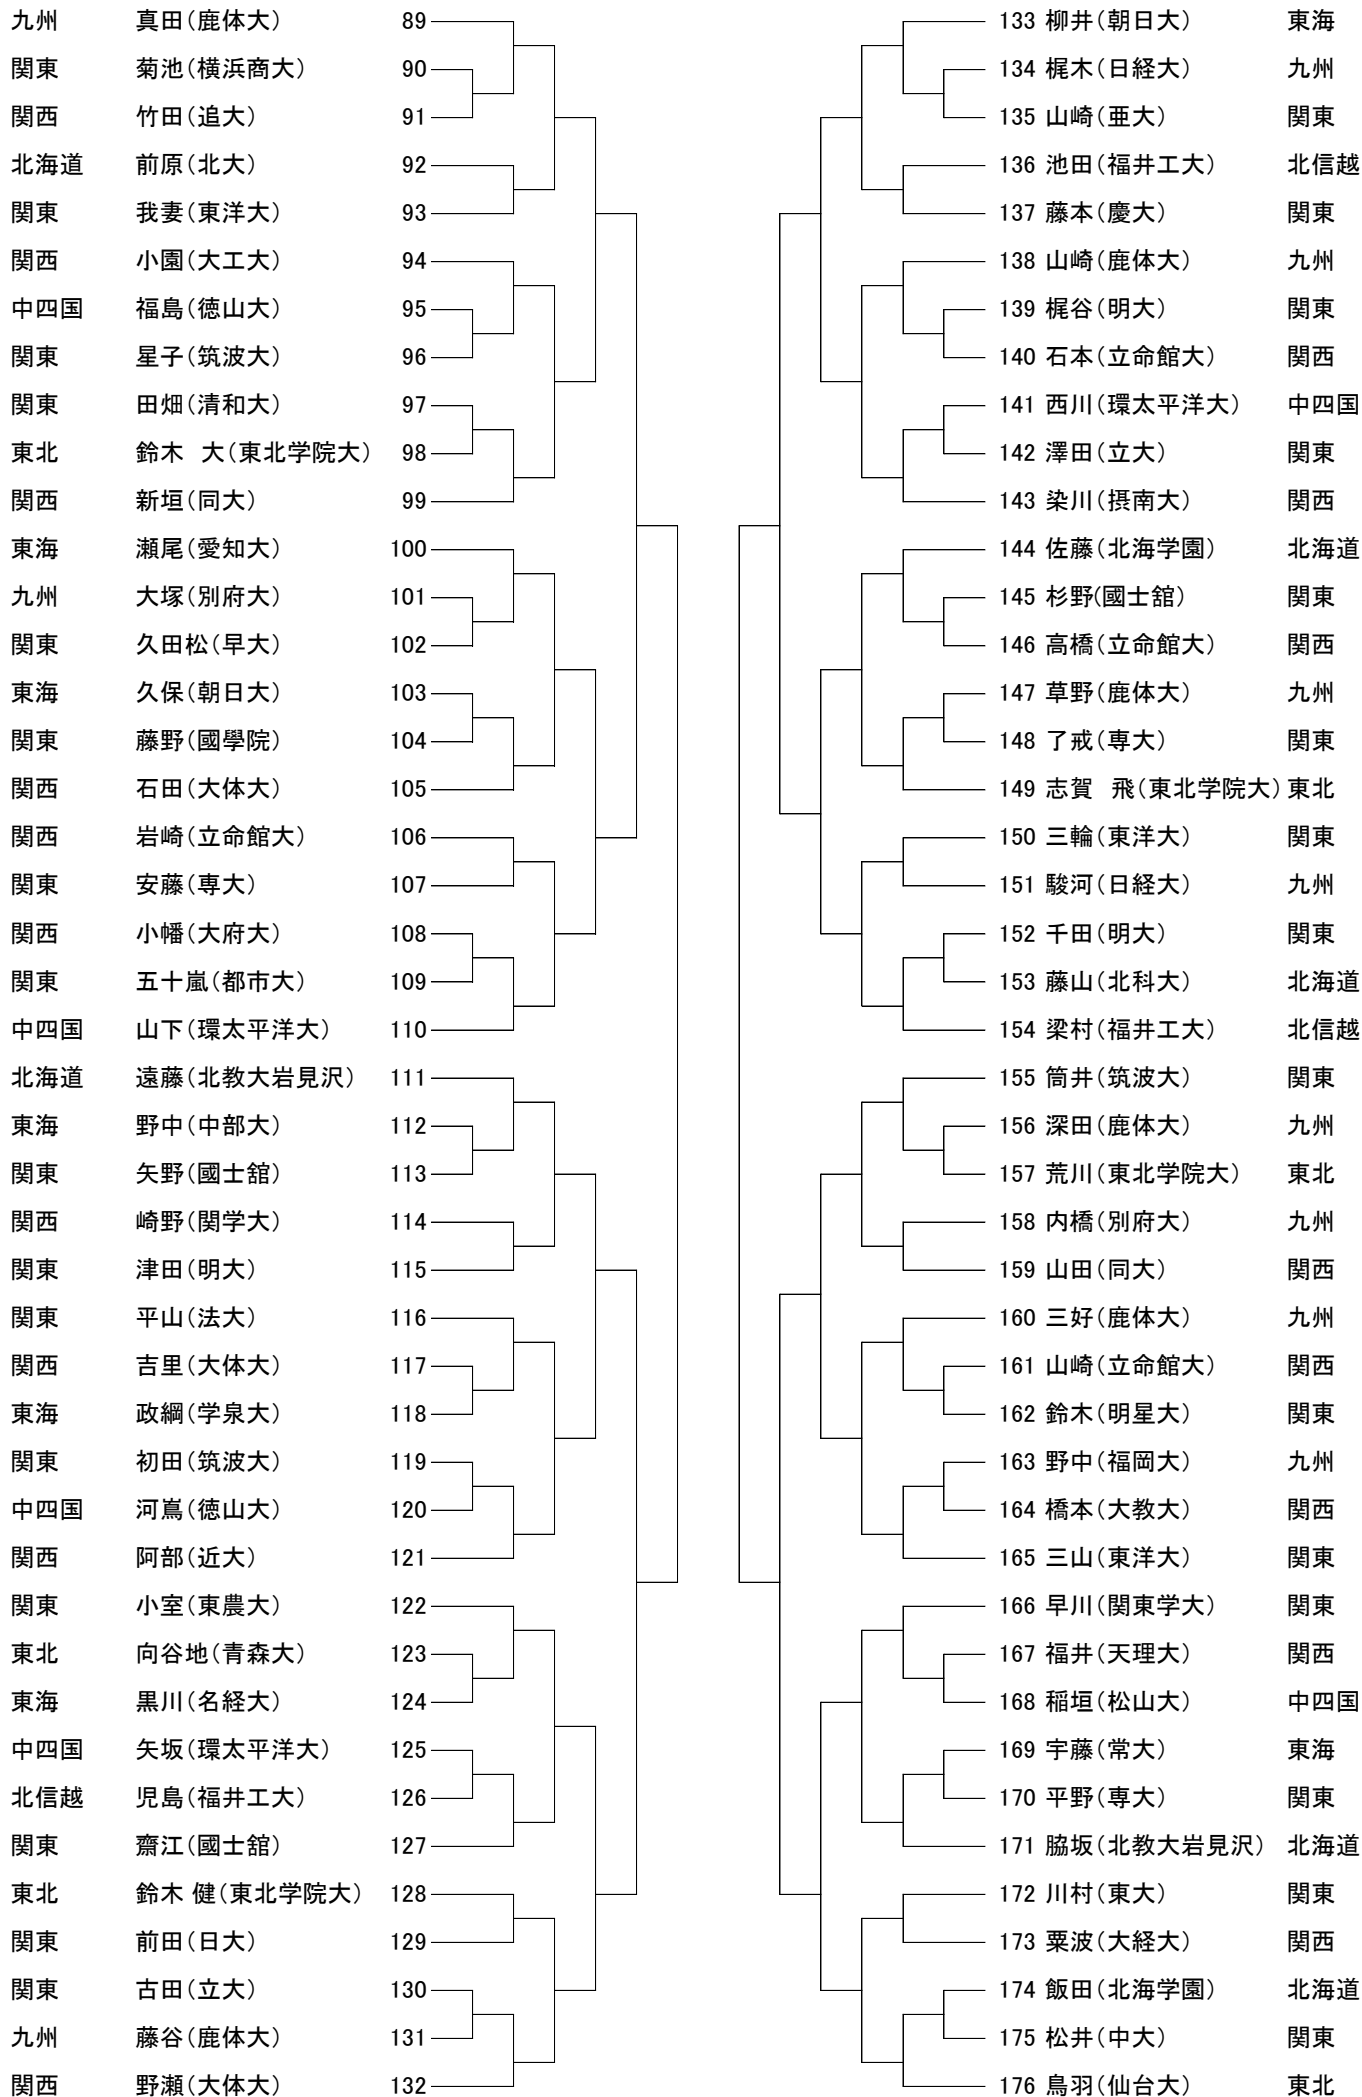 九州 真田（鹿体大） 89
関東 菊池（横浜商大） 90
関西 竹田（追大） 91
北海道 前原（北大） 92
関東 我妻（東洋大） 93
関西 小園（大工大） 94
中四国 福島（徳山大） 95
関東 星子（筑波大） 96
関東 田畑（清和大） 97
東北 鈴木　大（東北学院大） 98
関西 新垣（同大） 99
東海 瀬尾（愛知大） 100
九州 大塚（別府大） 101
関東 久田松（早大） 102
東海 久保（朝日大） 103
関東 藤野（國學院） 104
関西 石田（大体大） 105
関西 岩崎（立命館大） 106
関東 安藤（専大） 107
関西 小幡（大府大） 108
関東 五十嵐（都市大） 109
中四国 山下（環太平洋大） 110
北海道 遠藤（北教大岩見沢） 111
東海 野中（中部大） 112
関東 矢野（國士舘） 113
関西 崎野（関学大） 114
関東 津田（明大） 115
関東 平山（法大） 116
関西 吉里（大体大） 117
東海 政綱（学泉大） 118
関東 初田（筑波大） 119
中四国 河嶌（徳山大） 120
関西 阿部（近大） 121
関東 小室（東農大） 122
東北 向谷地（青森大） 123
東海 黒川（名経大） 124
中四国 矢坂（環太平洋大） 125
北信越 児島（福井工大） 126
関東 齋江（國士舘） 127
東北 鈴木 健（東北学院大） 128
関東 前田（日大） 129
関東 古田（立大） 130
九州 藤谷（鹿体大） 131
関西 野瀬（大体大） 132
133 柳井（朝日大） 東海
134 梶木（日経大） 九州
135 山崎（亜大） 関東
136 池田（福井工大） 北信越
137 藤本（慶大） 関東
138 山崎（鹿体大） 九州
139 梶谷（明大） 関東
140 石本（立命館大） 関西
141 西川（環太平洋大） 中四国
142 澤田（立大） 関東
143 染川（摂南大） 関西
144 佐藤（北海学園） 北海道
145 杉野(國士舘） 関東
146 高橋（立命館大） 関西
147 草野（鹿体大） 九州
148 了戒（専大） 関東
149 志賀　飛（東北学院大） 東北
150 三輪（東洋大） 関東
151 駿河（日経大） 九州
152 千田（明大） 関東
153 藤山（北科大） 北海道
154 梁村（福井工大） 北信越
155 筒井（筑波大） 関東
156 深田（鹿体大） 九州
157 荒川（東北学院大） 東北
158 内橋（別府大） 九州
159 山田（同大） 関西
160 三好（鹿体大） 九州
161 山崎（立命館大） 関西
162 鈴木（明星大） 関東
163 野中（福岡大） 九州
164 橋本（大教大） 関西
165 三山（東洋大） 関東
166 早川（関東学大） 関東
167 福井（天理大） 関西
168 稲垣（松山大） 中四国
169 宇藤（常大） 東海
170 平野（専大） 関東
171 脇坂（北教大岩見沢） 北海道
172 川村（東大） 関東
173 粟波（大経大） 関西
174 飯田（北海学園） 北海道
175 松井（中大） 関東
176 鳥羽（仙台大） 東北